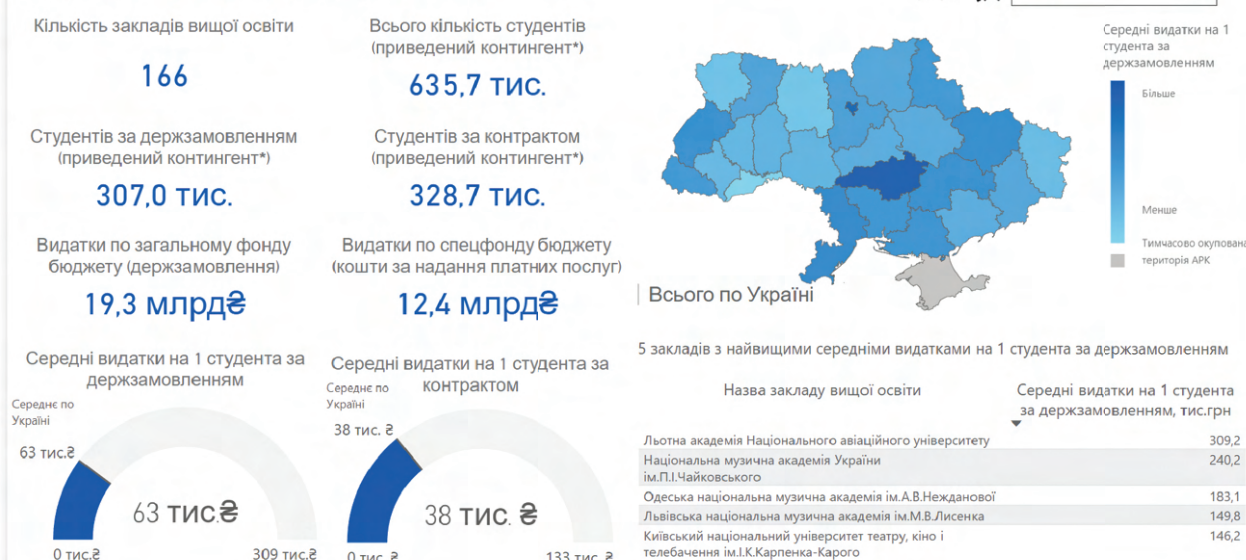 Кількість закладів вищої освіти
166
Всього кількість студентів
(приведений контингент*)
635,7 тис.
Студентів за держзамовленням
(приведений контингент*)
307,0 тис.
Студентів за контрактом
(приведений контингент*)
328,7 тис.
Видатки по загальному фонду
бюджету (держзамовлення)
19,3 млрд₴
Видатки по спецфонду бюджету
(кошти за надання платних послуг)
12,4 млрд₴
Середні видатки на 1 студента за
держзамовленням
Середнє по
Україні
63 тис.₴
63 тис.₴
0 тис.₴
309 тис.₴
Середні видатки на 1 студента за
контрактом
Середнє по
Україні
38 тис. ₴
38 тис. ₴
0 тис. ₴
133 тис. ₴
Середні видатки на 1
студента за
держзамовленням
Більше
Менше
Тимчасово окупована
територія АРК
Всього по Україні
5 закладів з найвищими середніми видатками на 1 студента за держзамовленням
Назва закладу вищої освіти
Середні видатки на 1 студента
за держзамовленням, тис.грн
Льотна академія Національного авіаційного університету 309,2
Національна музична академія України 240,2
ім.П.І.Чайковського
Одеська національна музична академія ім.А.В.Нежданової 183,1
Львівська національна музична академія ім.М.В.Лисенка 149,8
Київський національний університет театру, кіно і 146,2
телебачення ім.І.К.Карпенка-Карого